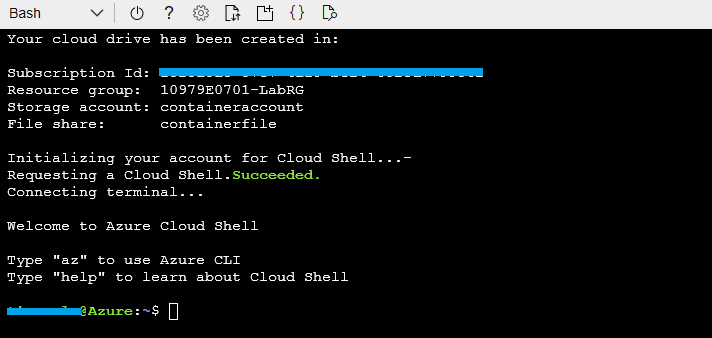 Bash
Your cloud drive has been created in:
Subscription Id:
Resource group: 10979E0701-LabRG
Storage account: containeraccount
File share: containerfile
Initializing your account for Cloud Shell...-
Requesting a Cloud Shell.Succeeded.
Connecting terminal...
Welcome to Azure Cloud Shell
Type "az" to use Azure CLI
Type "help" to learn about Cloud Shell
@Azure:~$